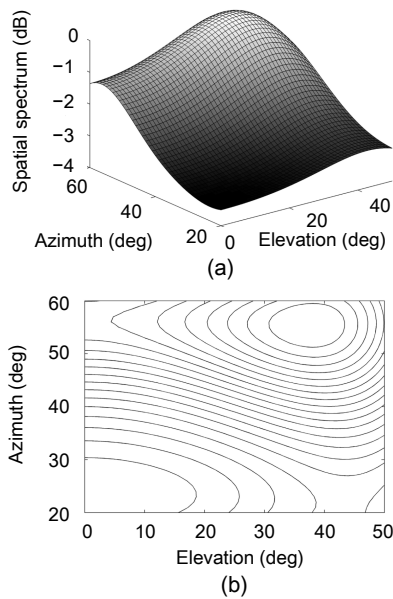 Spatial spectrum (dB)
0
−1
−2
−3
−4
60
40
20
0
20
40
Azimuth (deg)
Elevation (deg)
(a)
Azimuth (deg)
60
50
40
30
20
0 10 20 30 40 50
Elevation (deg)
(b)